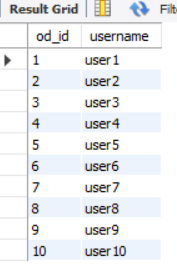 Result Grid Filt
od_id username
1 user1
2 user2
3 user3
4 user4
5 user5
6 user6
7 user7
8 user8
9 user9
10 user10